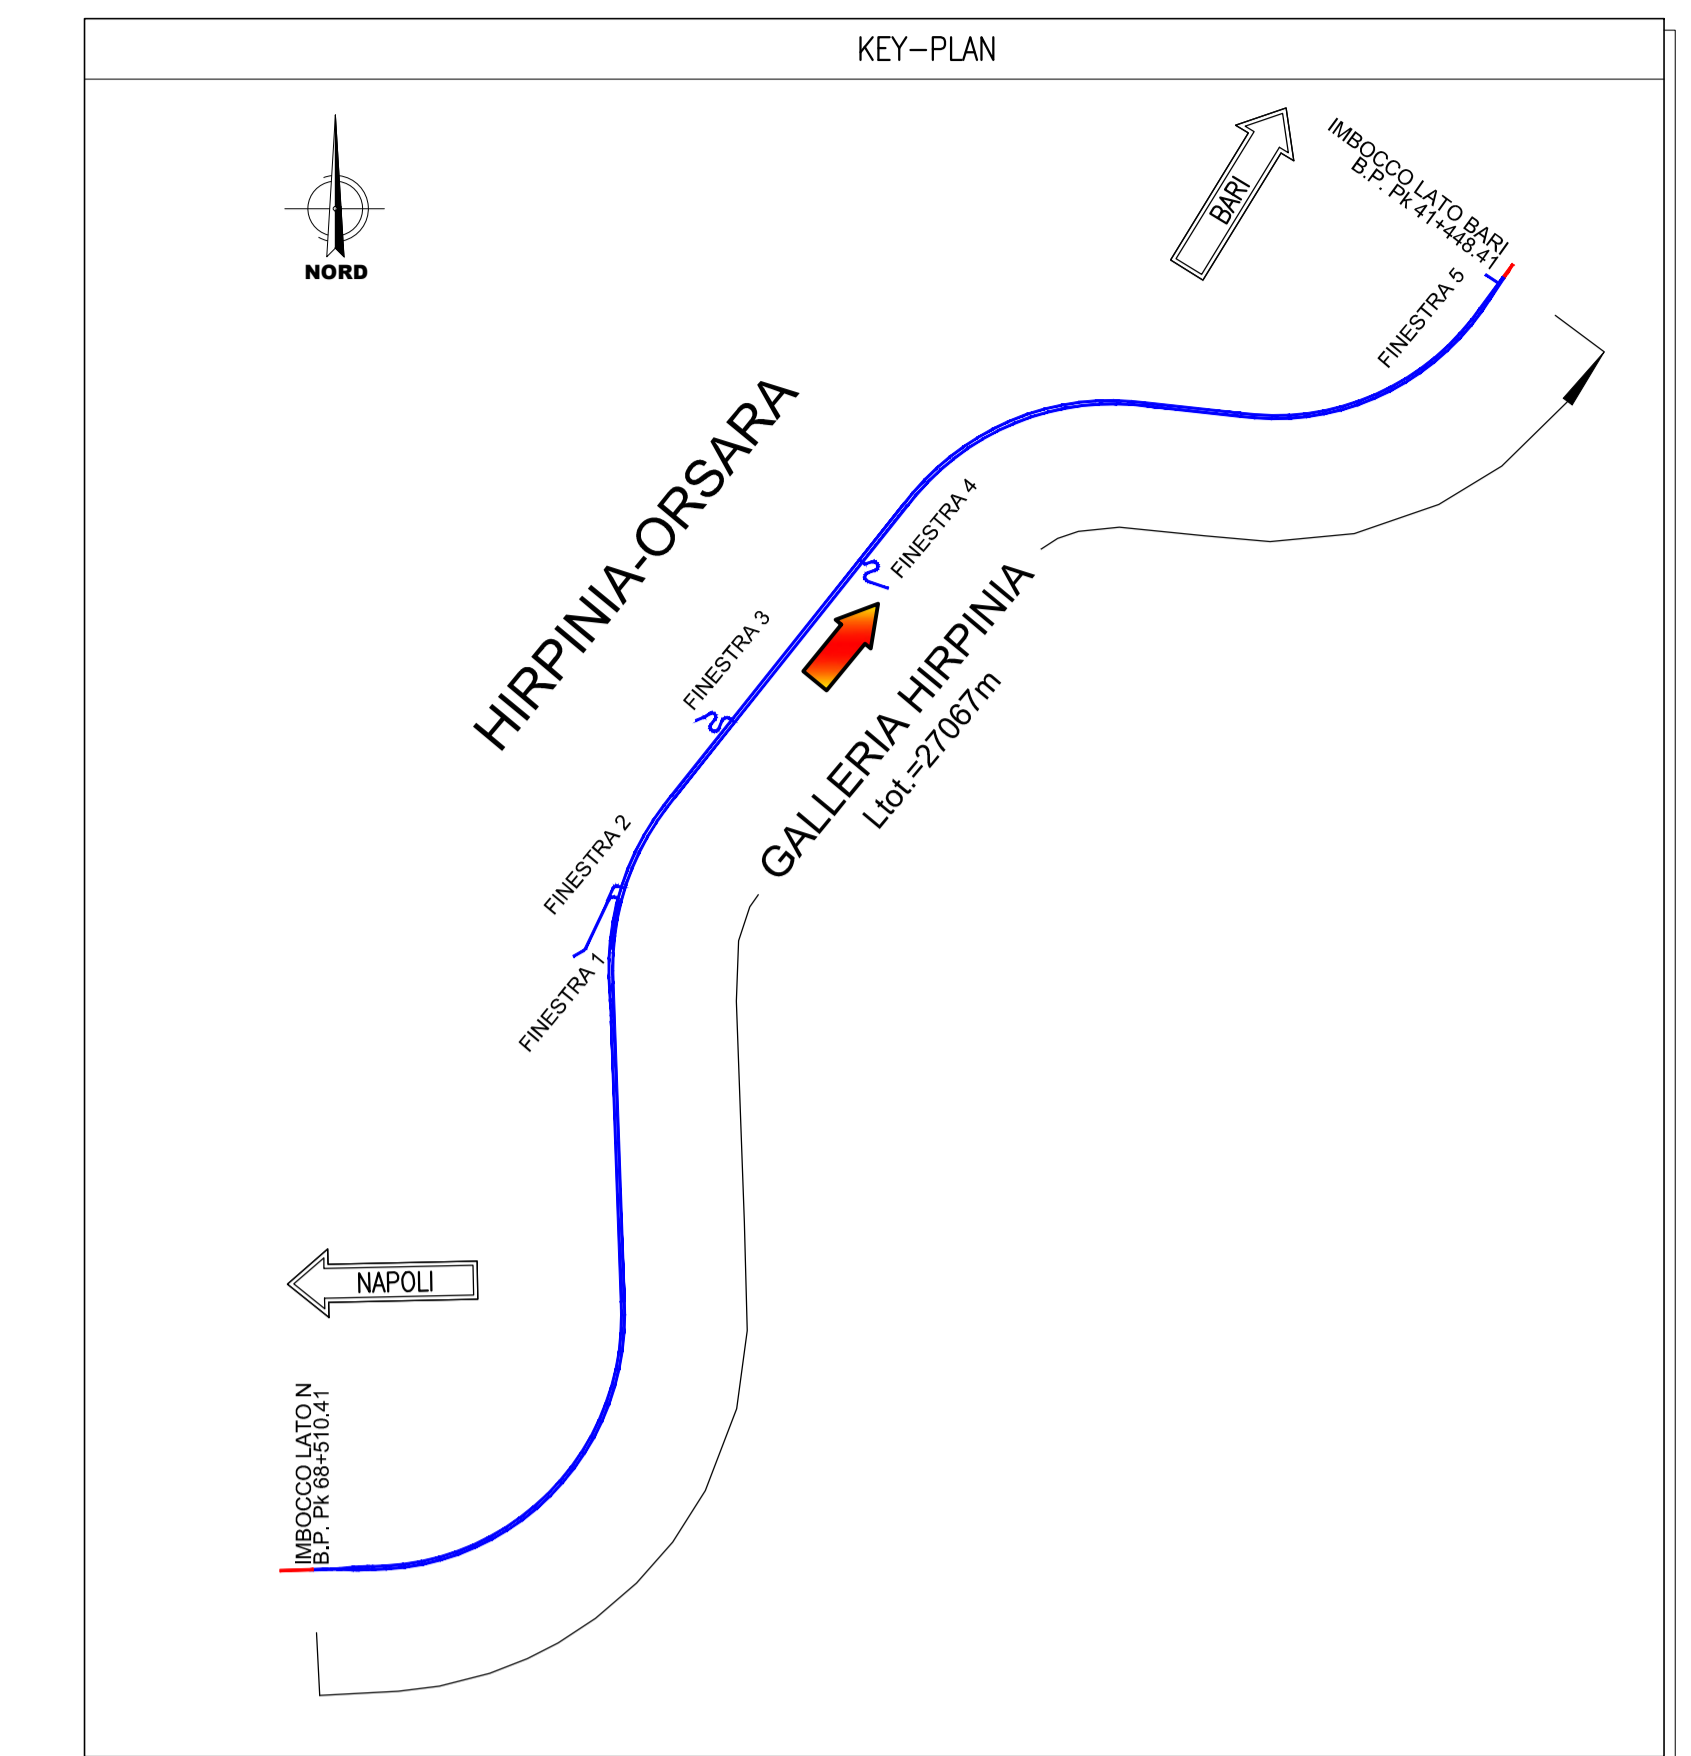 KEY-PLAN
NORD
BARI
IMBOCCO LATO BARI
B.P. Pk 41+448.41
FINESTRA 5
HIRPINIA-ORSARA
FINESTRA 4
FINESTRA 3
GALLERIA HIRPINIA
Ltot.=27067m
FINESTRA 2
FINESTRA 1
NAPOLI
IMBOCCO LATO N
B.P. Pk 68+510.41